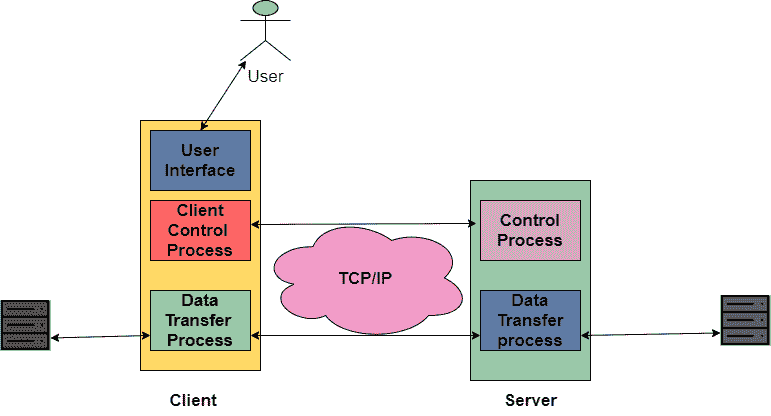 User
User
Interface
Client
Control
Process
Control
Process
TCP/IP
Data
Transfer
Process
Data
Transfer
process
Client
Server